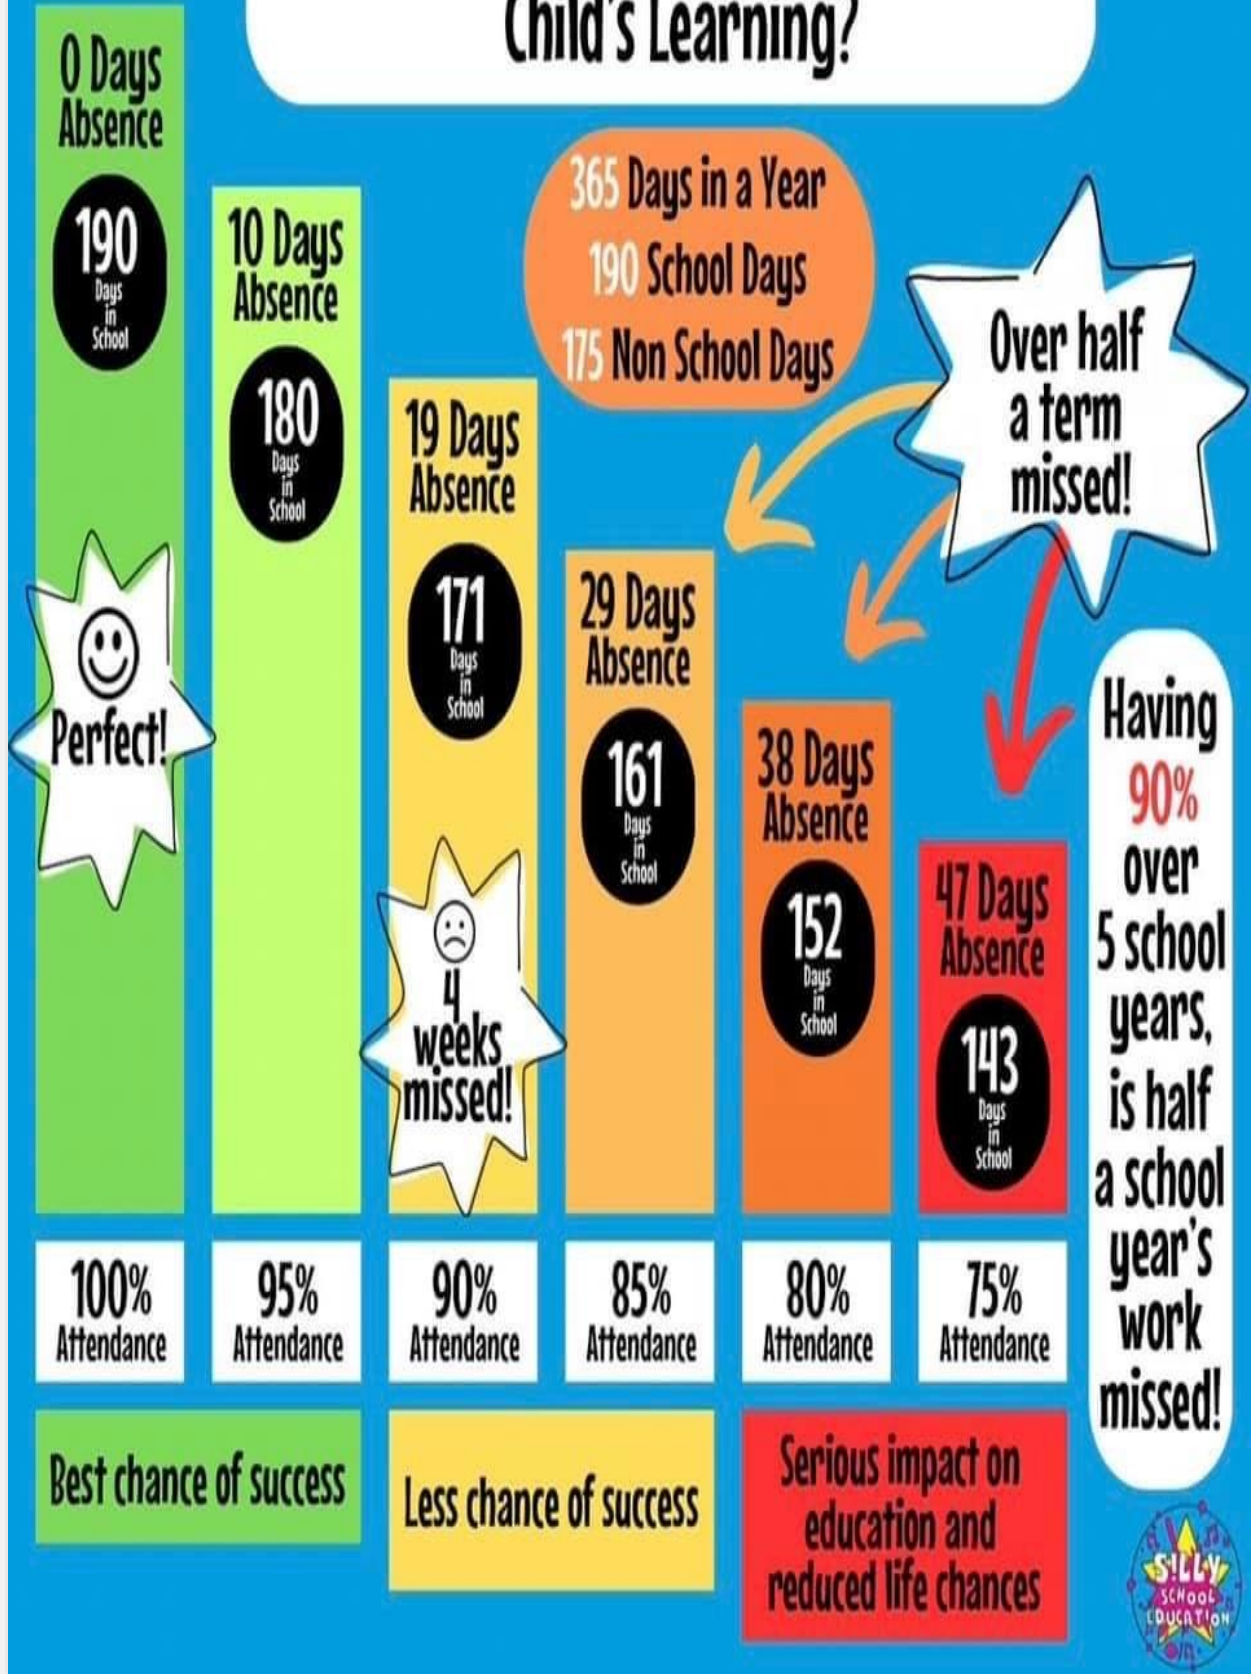 Child's Learning?
0 Days
Absence
190
Days
in
School
Perfect!
10 Days
Absence
180
Days
in
School
365 Days in a Year
190 School Days
175 Non School Days
Over half
a term
missed!
19 Days
Absence
171
Days
in
School
4
weeks
missed!
29 Days
Absence
161
Days
in
School
38 Days
Absence
152
Days
in
School
47 Days
Absence
143
Days
in
School
Having
90%
over
5 school
years,
is half
a school
year's
work
missed!
100%
Attendance
95%
Attendance
90%
Attendance
85%
Attendance
80%
Attendance
75%
Attendance
Best chance of success
Less chance of success
Serious impact on
education and
reduced life chances
S!LLY
SCHOOL
EDUCATION